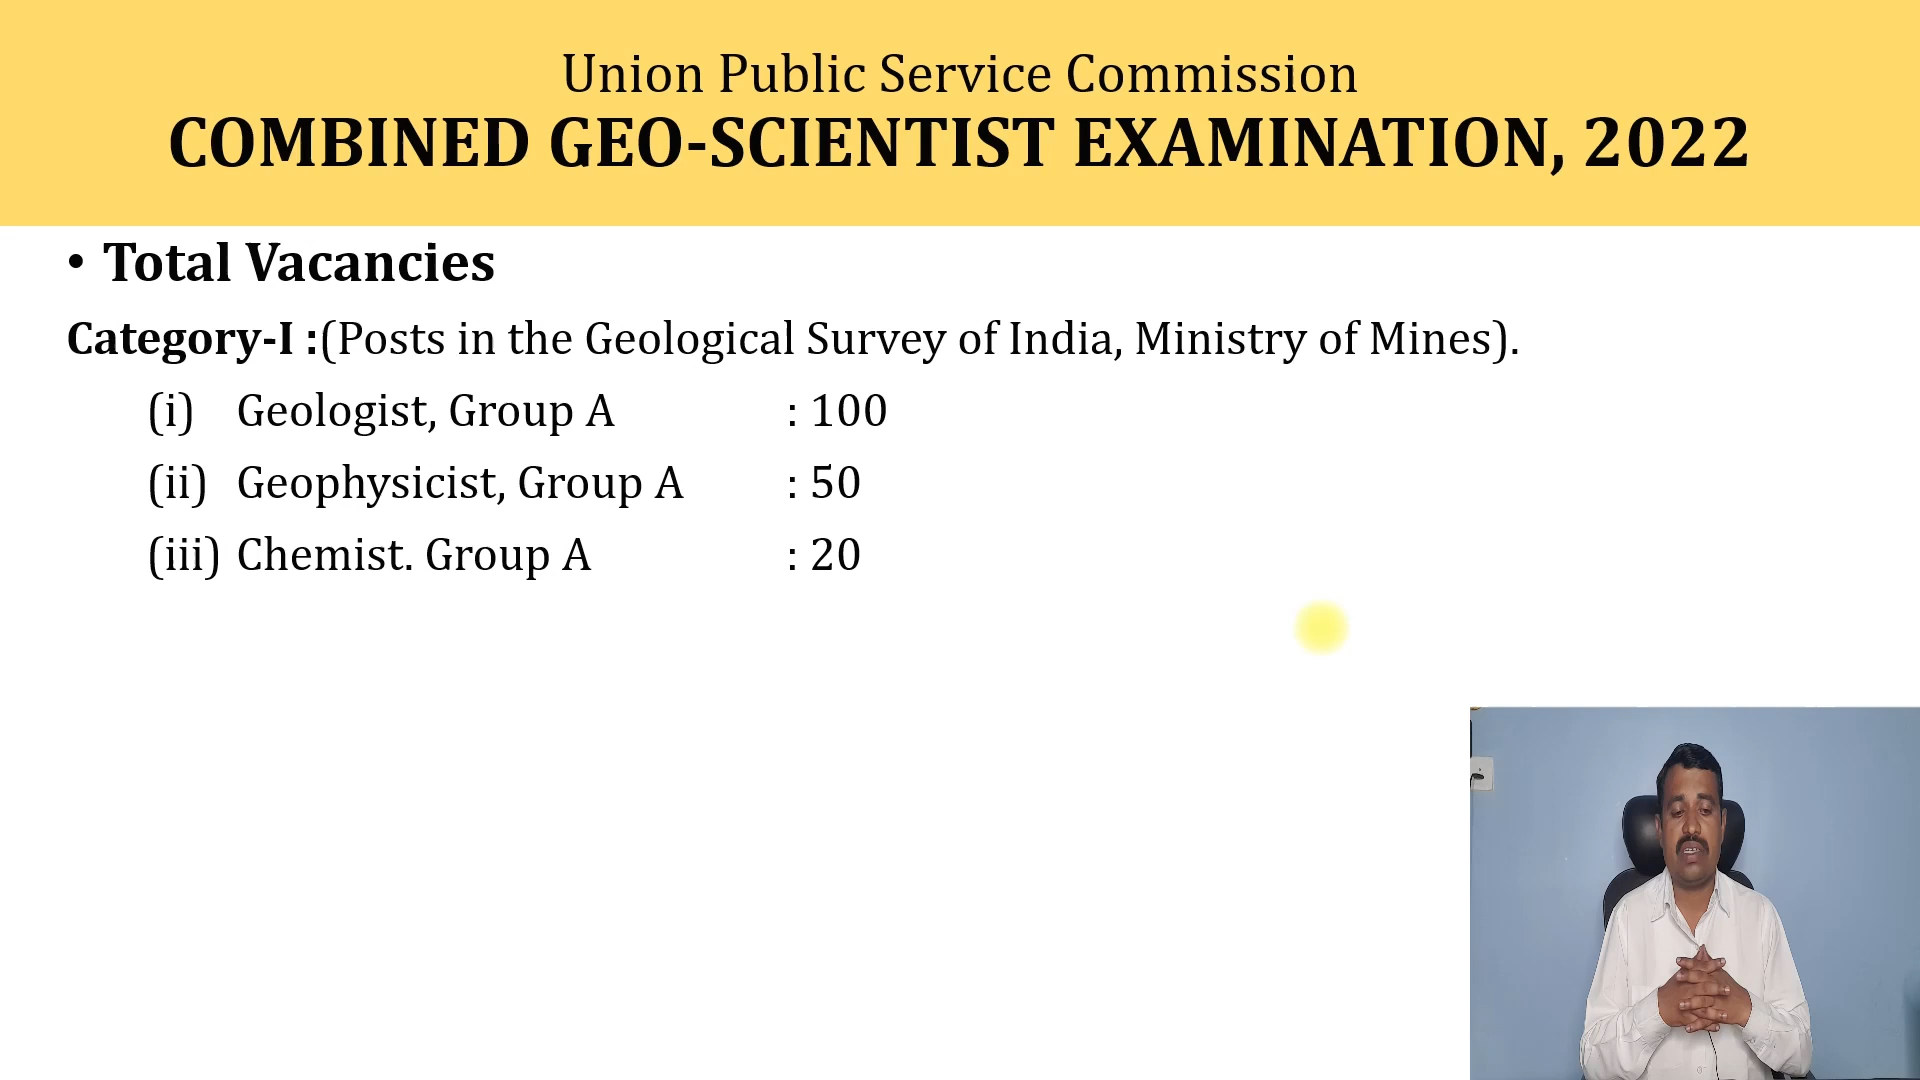 Union Public Service Commission
COMBINED GEO-SCIENTIST EXAMINATION, 2022
• Total Vacancies
Category-I :(Posts in the Geological Survey of India, Ministry of Mines).
(i) Geologist, Group A : 100
(ii) Geophysicist, Group A : 50
(iii) Chemist. Group A : 20